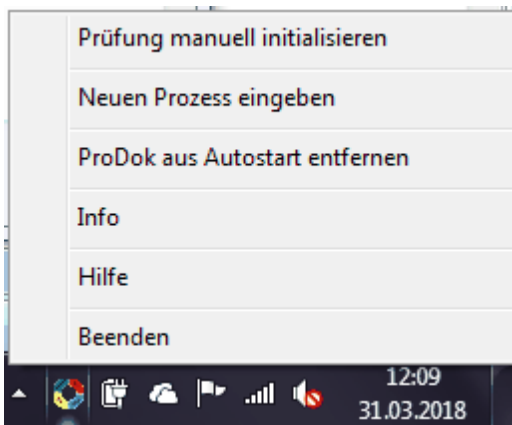 Prüfung manuell initialisieren
Neuen Prozess eingeben
ProDok aus Autostart entfernen
Info
Hilfe
Beenden
12:09
31.03.2018